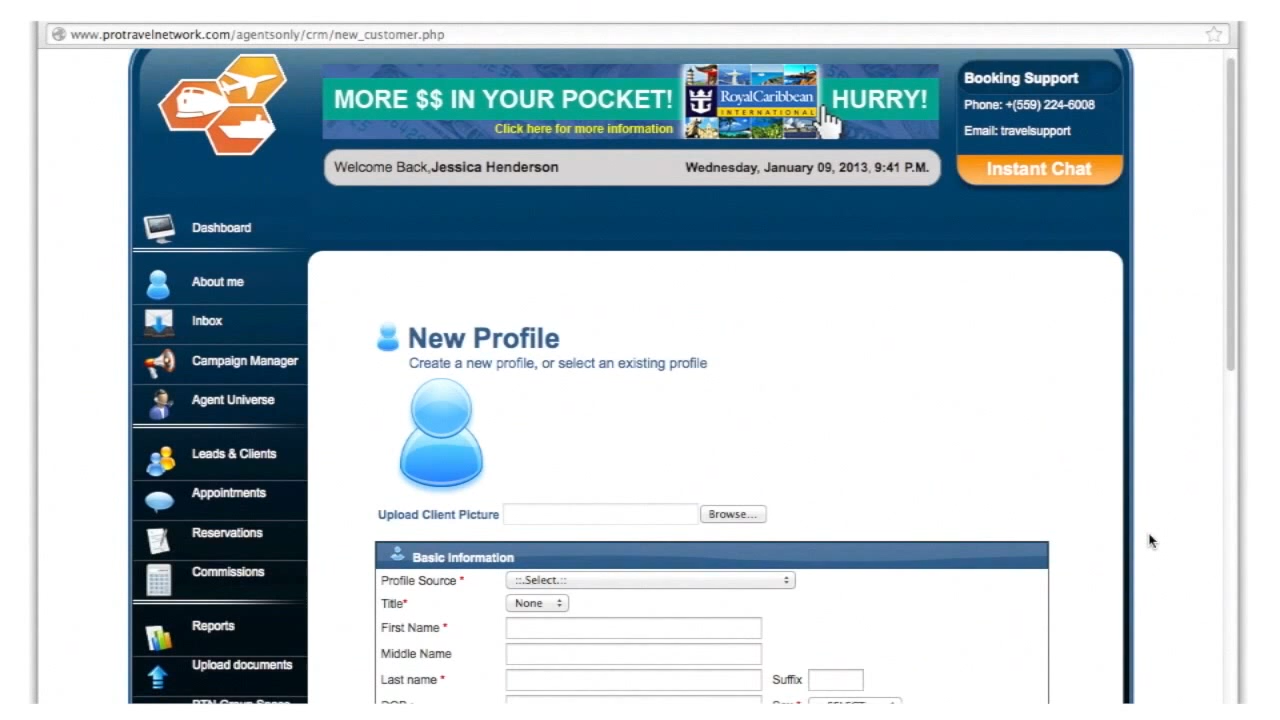 www.protravelnetwork.com/agentsonly/crm/new_customer.php
MORE $$ IN YOUR POCKET!
RoyalCaribbean
INTERNATIONAL
HURRY!
Click here for more information
Booking Support
Phone: +(559) 224-6008
Email: travelsupport
Instant Chat
Welcome Back,Jessica Henderson
Wednesday, January 09, 2013, 9:41 P.M.
Dashboard
About me
Inbox
Campaign Manager
Agent Universe
Leads & Clients
Appointments
Reservations
Commissions
Reports
Upload documents
New Profile
Create a new profile, or select an existing profile
Upload Client Picture
Browse...
Basic Information
Profile Source *
::.Select.::
Title*
None
First Name *
Middle Name
Last name *
Suffix